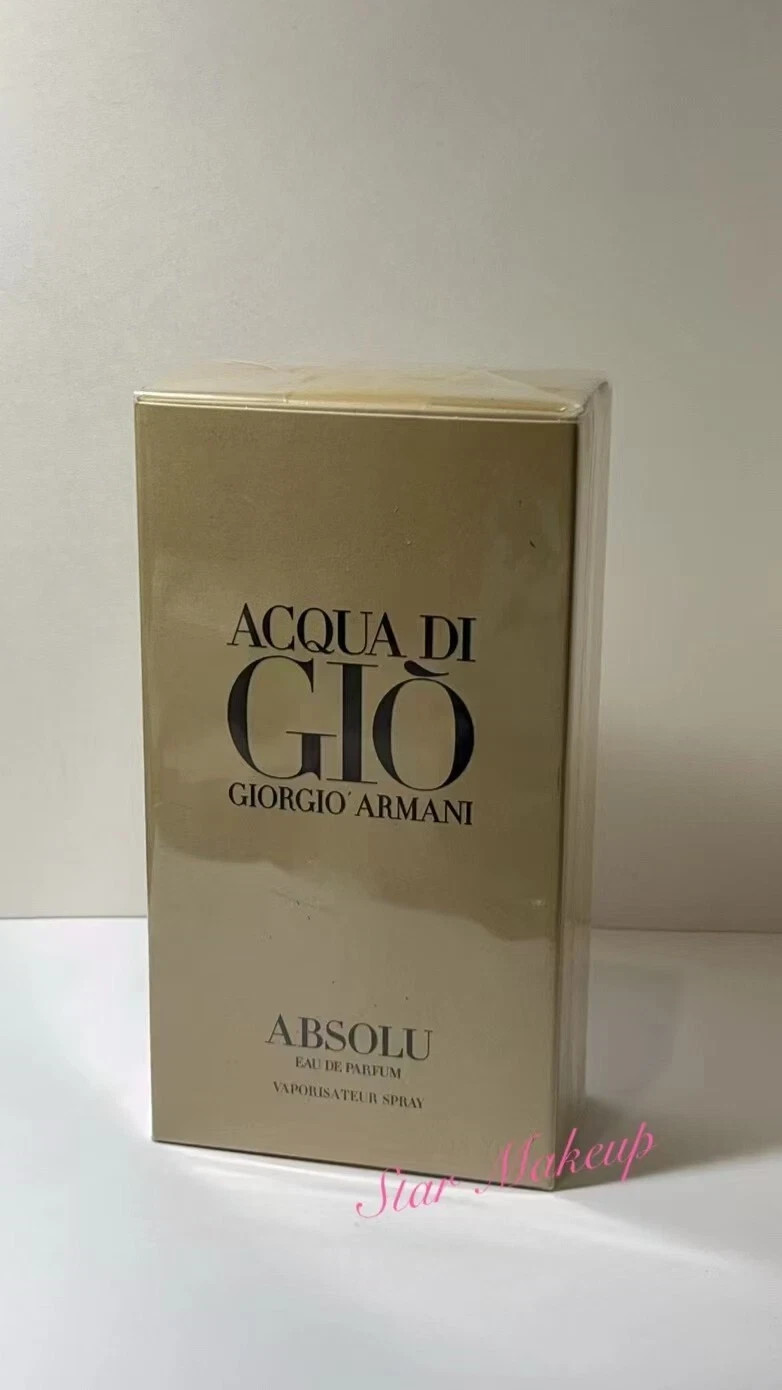 ACQUA DI
GIÒ
GIORGIO ARMANI
ABSOLU
EAU DE PARFUM
VAPORISATEUR SPRAY
Star Makeup